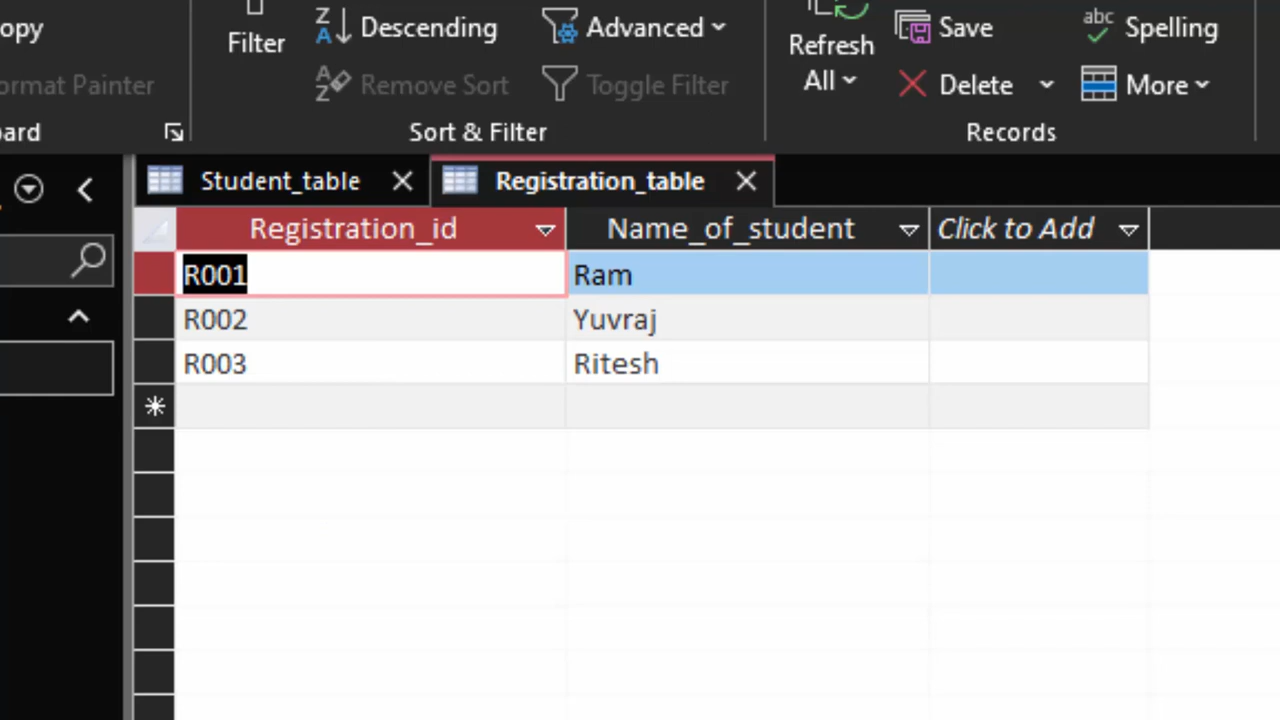 opy
Filter
Descending
Advanced
Refresh
All
Save
abc
Spelling
ormat Painter
Remove Sort
Toggle Filter
Delete
More
oard
Sort & Filter
Records
Student_table
Registration_table
Registration_id Name_of_student Click to Add
R001 Ram
R002 Yuvraj
R003 Ritesh